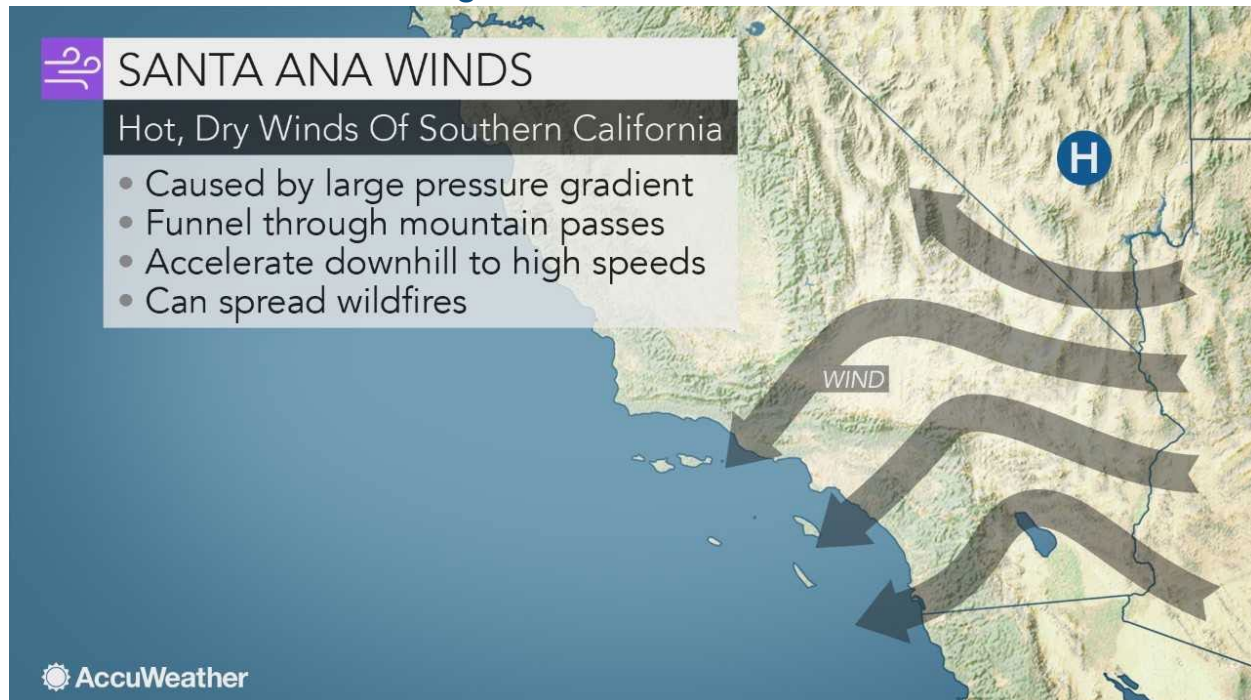 SANTA ANA WINDS
Hot, Dry Winds Of Southern California
• Caused by large pressure gradient
• Funnel through mountain passes
• Accelerate downhill to high speeds
• Can spread wildfires
H
WIND
AccuWeather